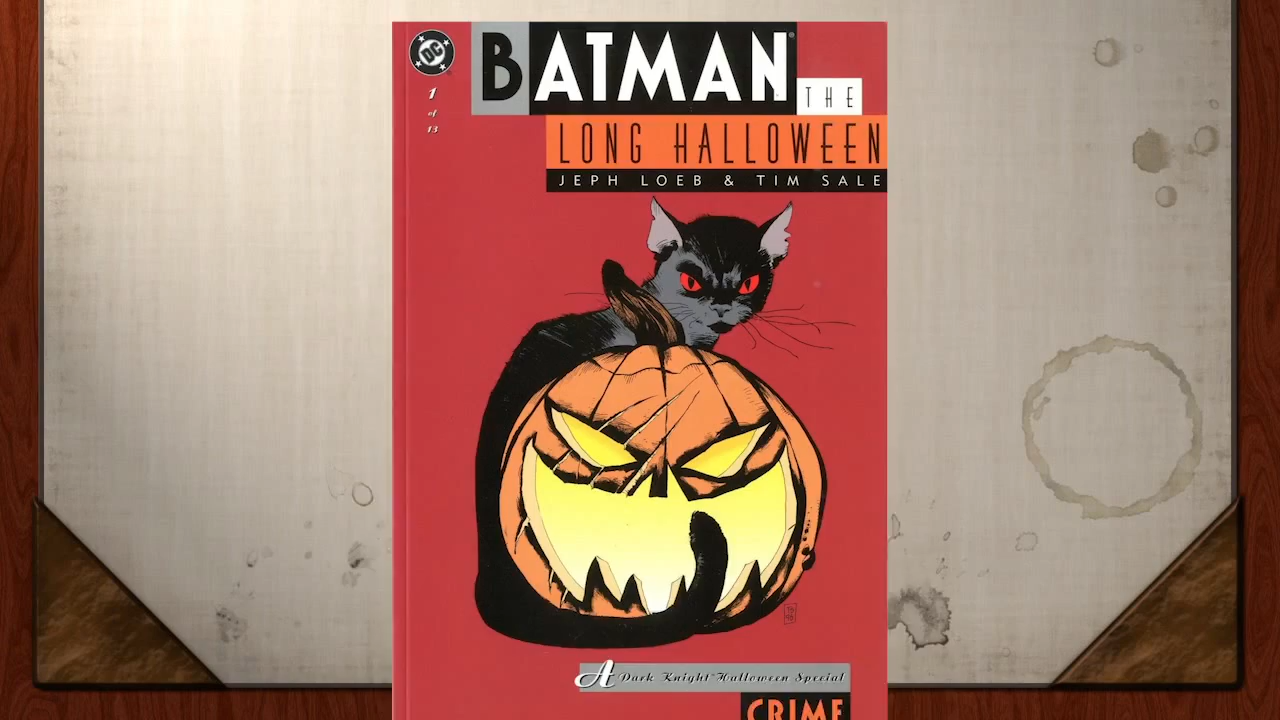 DC
BATMAN
THE
1
of
13
LONG HALLOWEEN
JEPH LOEB & TIM SALE
A Dark Knight Halloween Special
CRIME